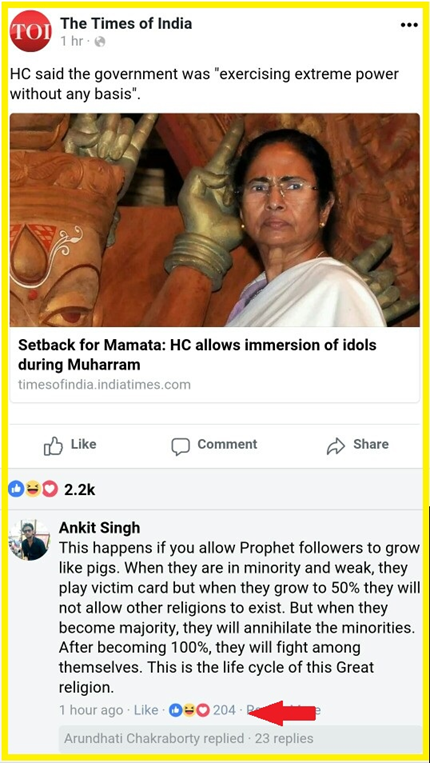 TOI
The Times of India
1 hr ·
HC said the government was "exercising extreme power
without any basis".
Setback for Mamata: HC allows immersion of idols
during Muharram
timesofindia.indiatimes.com
Like Comment Share
2.2k
Ankit Singh
This happens if you allow Prophet followers to grow
like pigs. When they are in minority and weak, they
play victim card but when they grow to 50% they will
not allow other religions to exist. But when they
become majority, they will annihilate the minorities.
After becoming 100%, they will fight among
themselves. This is the life cycle of this Great
religion.
1 hour ago · Like · 204 ·
Arundhati Chakraborty replied · 23 replies